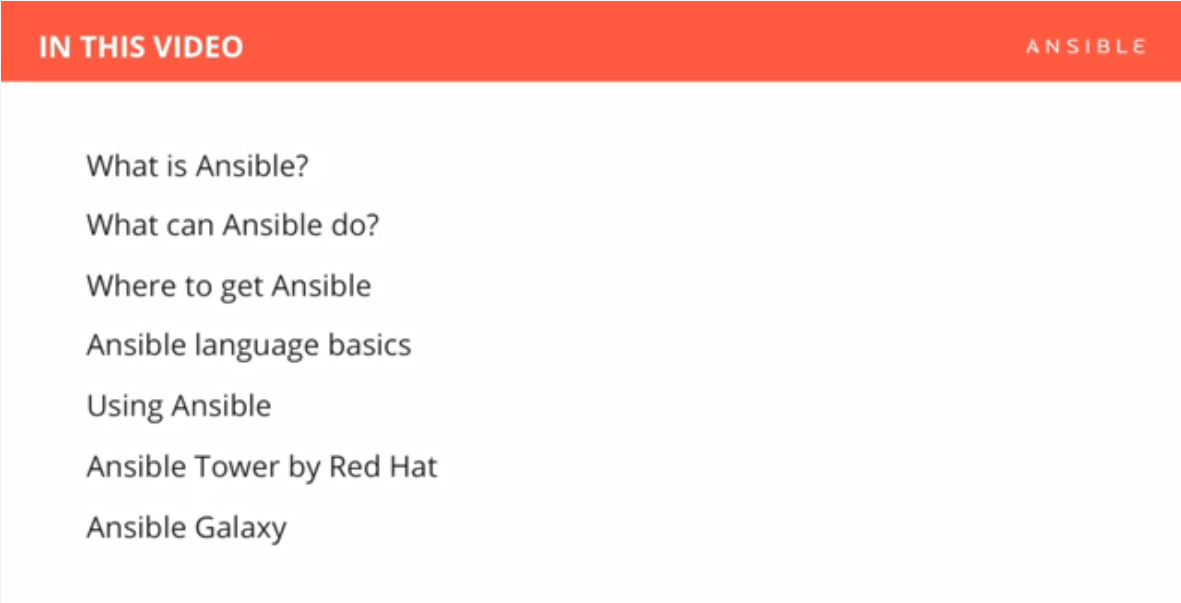 IN THIS VIDEO
ANSIBLE
What is Ansible?
What can Ansible do?
Where to get Ansible
Ansible language basics
Using Ansible
Ansible Tower by Red Hat
Ansible Galaxy